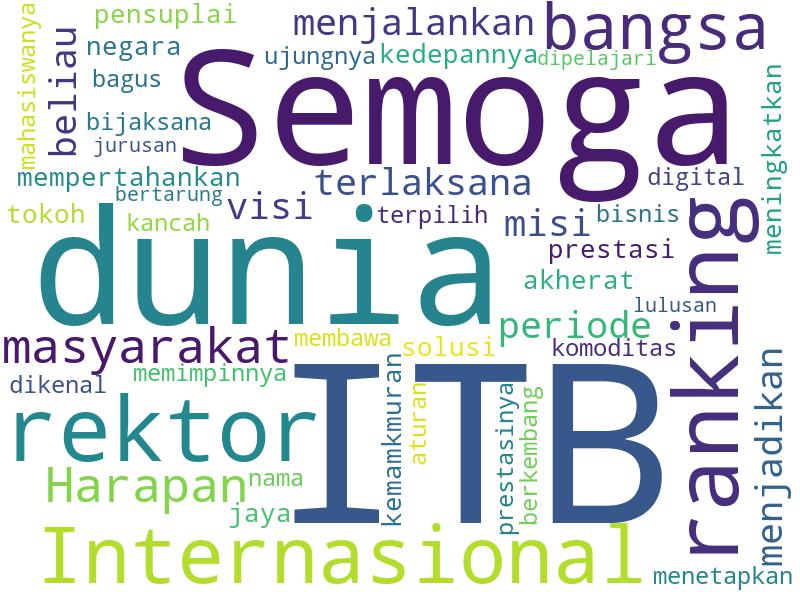 pensuplai
menjalankan
bangsa
mahasiswanya
beliau
negara
ujungnya
kedepannya
dipelajari
Semoga
bagus
bijaksana
jurusan
meningkatkan
mempertahankan
terlaksana
digital
bertarung
visi
tokoh
kancah
terpilih
misi
bisnis
dunia
ranking
prestasi
akherat
lulusan
periode
masyarakat
membawa
solusi
komoditas
dikenal
memimpinnya
kemamkmuran
aturan
ITB
menjadikan
rektor
prestasinya
berkembang
Harapan
nama
jaya
Internasional
menetapkan